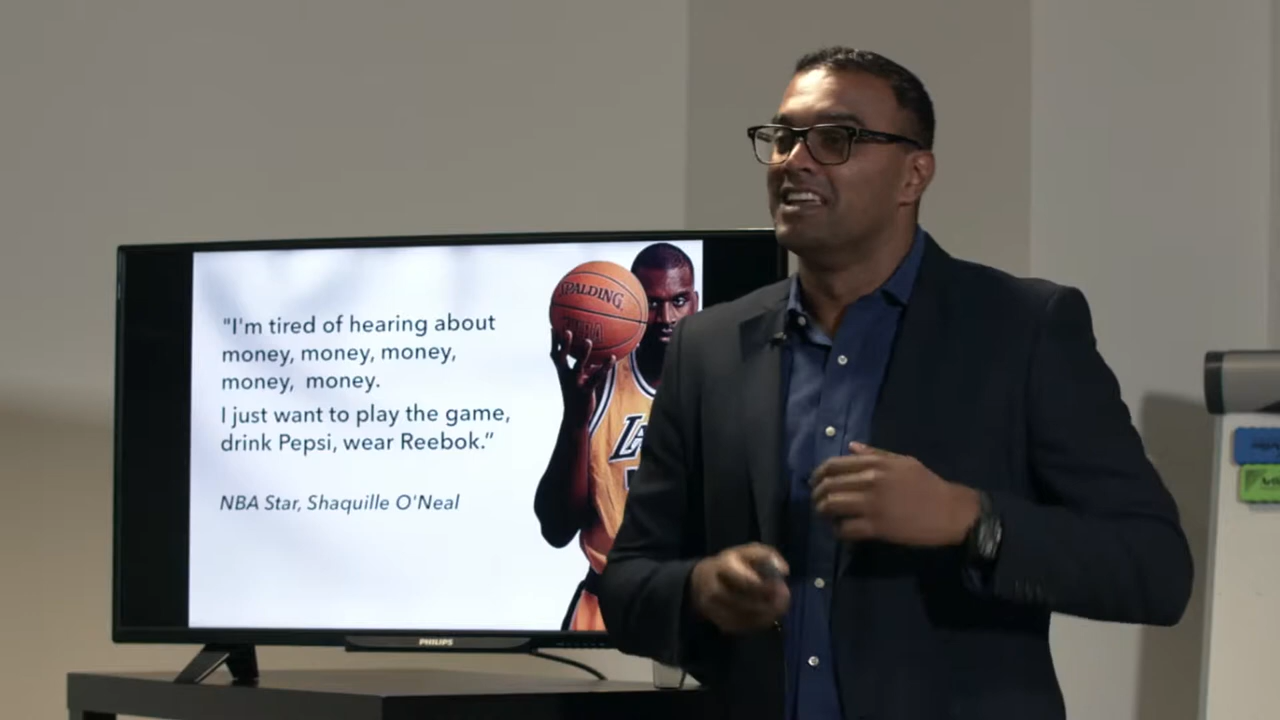 "I'm tired of hearing about
money, money, money,
money, money.
I just want to play the game,
drink Pepsi, wear Reebok.”
NBA Star, Shaquille O'Neal
SPALDING
LA
PHILIPS